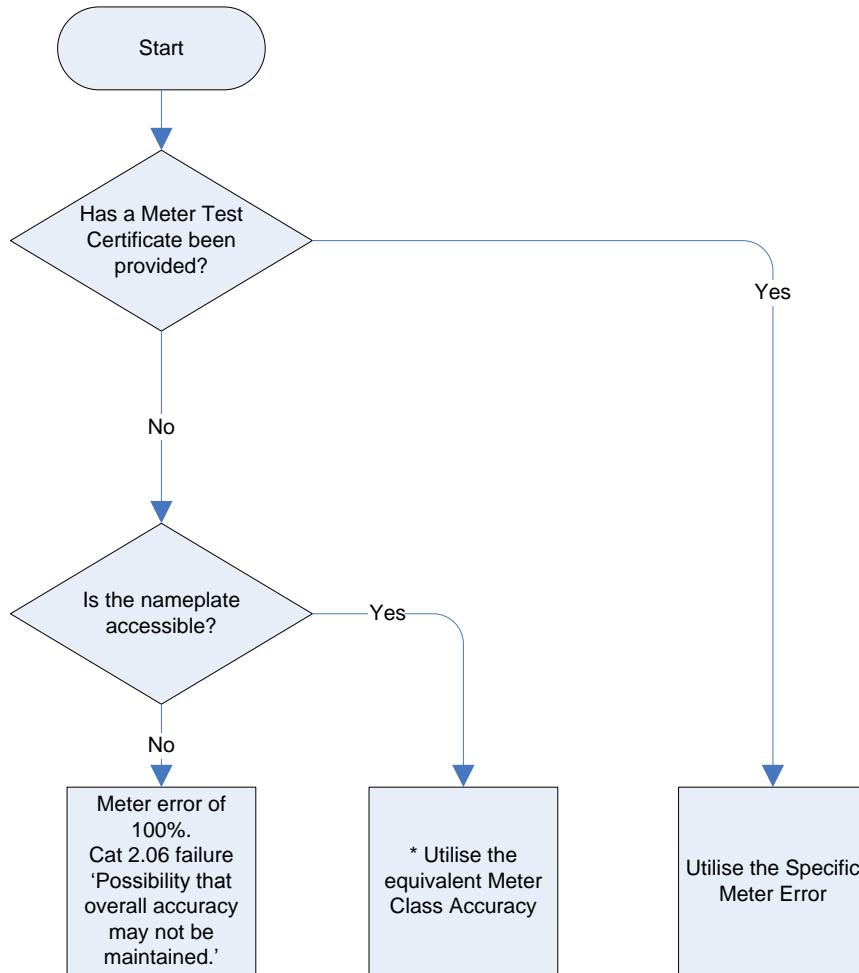 Start
Has a Meter Test
Certificate been
provided?
Yes
No
Is the nameplate
accessible?
Yes
No
Meter error of
100%.
Cat 2.06 failure
‘Possibility that
overall accuracy
may not be
maintained.’
* Utilise the
equivalent Meter
Class Accuracy
Utilise the Specific
Meter Error